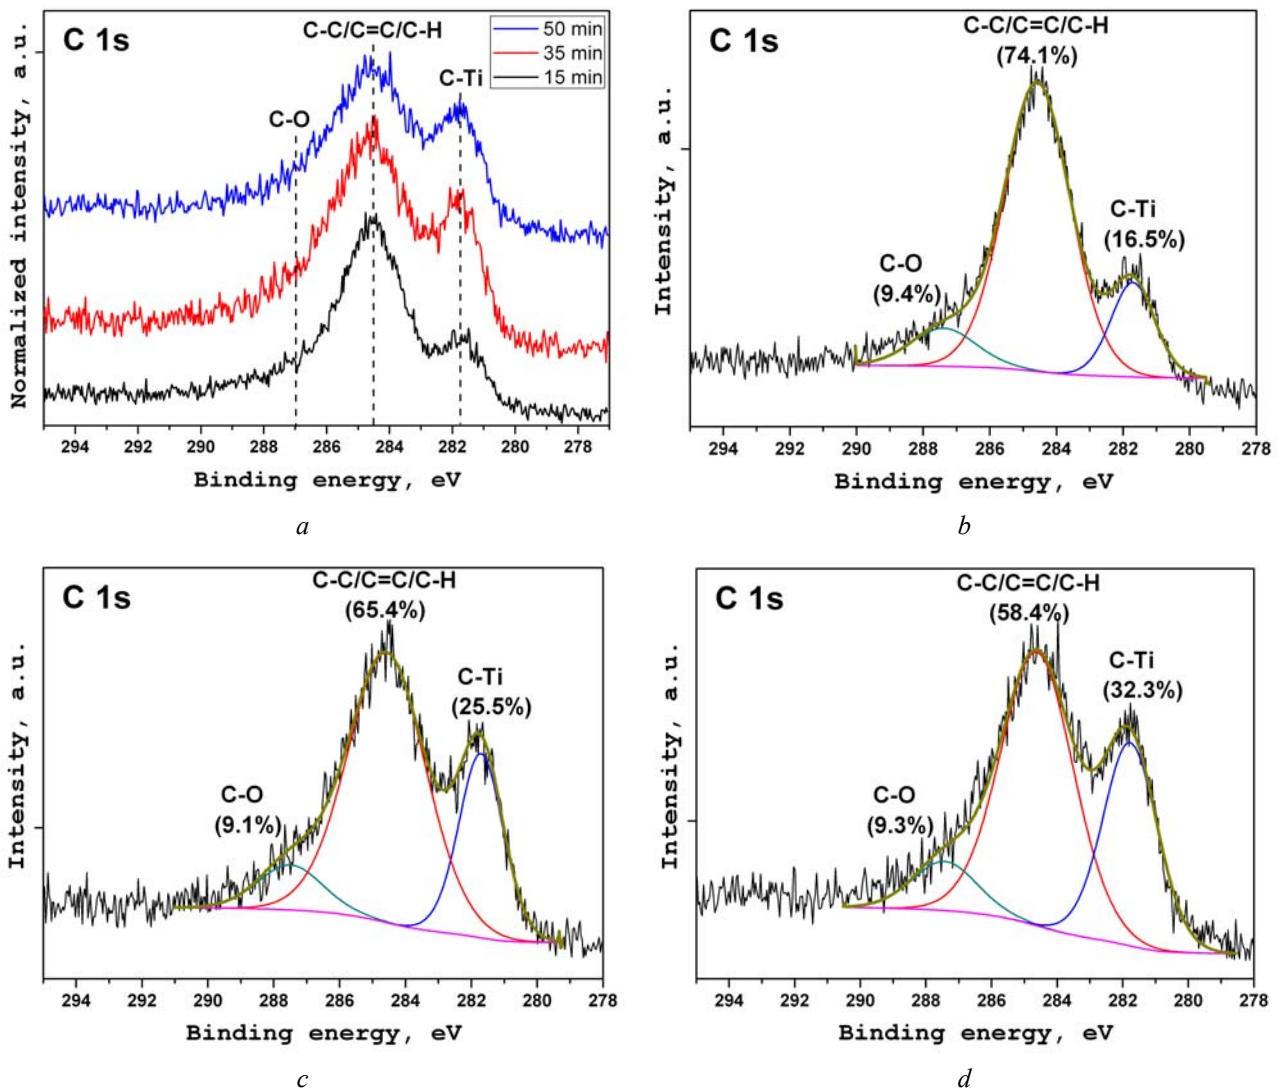 C 1s
C-C/C=C/C-H
50 min
35 min
15 min
C-Ti
C-O
Normalized intensity, a.u.
294 292 290 288 286 284 282 280 278
Binding energy, eV
a
C 1s
C-C/C=C/C-H
(74.1%)
C-Ti
(16.5%)
C-O
(9.4%)
Intensity, a.u.
294 292 290 288 286 284 282 280 278
Binding energy, eV
b
C 1s
C-C/C=C/C-H
(65.4%)
C-Ti
(25.5%)
C-O
(9.1%)
Intensity, a.u.
294 292 290 288 286 284 282 280 278
Binding energy, eV
c
C 1s
C-C/C=C/C-H
(58.4%)
C-Ti
(32.3%)
C-O
(9.3%)
Intensity, a.u.
294 292 290 288 286 284 282 280 278
Binding energy, eV
d